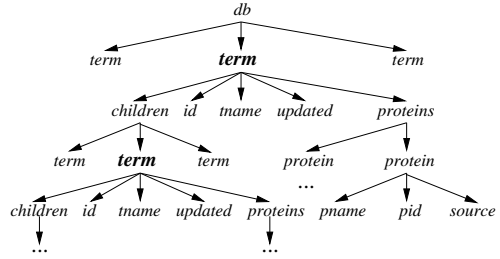 db
term term term
children id tname updated proteins
term term term protein protein
...
children id tname updated proteins pname pid source
... ...